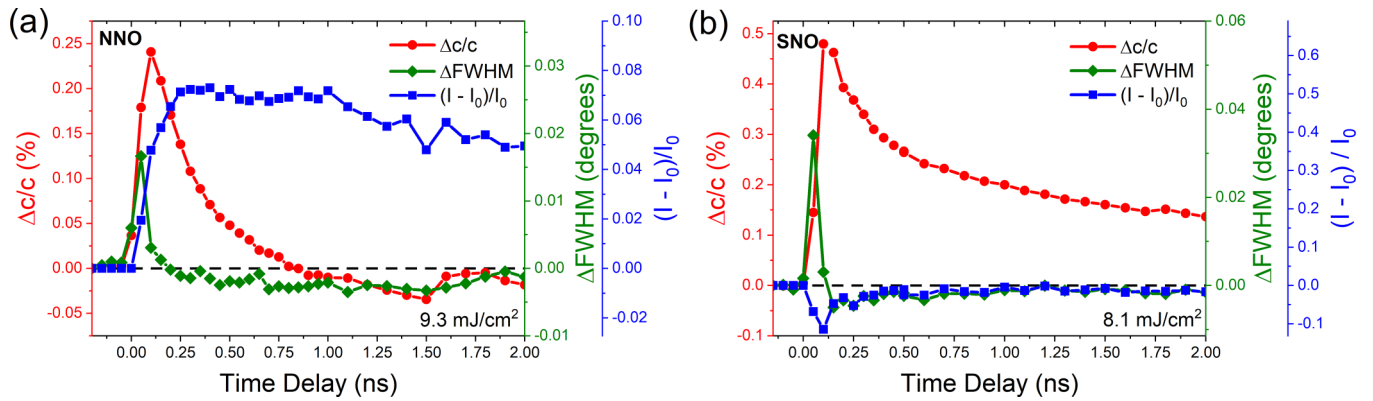 (a)
NNO
Δc/c
ΔFWHM
(I - I0)/I0
9.3 mJ/cm2
Δc/c (%)
0.25
0.20
0.15
0.10
0.05
0.00
-0.05
0.00 0.25 0.50 0.75 1.00 1.25 1.50 1.75 2.00
Time Delay (ns)
0.03
0.02
0.01
0.00
-0.01
ΔFWHM (degrees)
0.10
0.08
0.06
0.04
0.02
0.00
-0.02
(I - I0)/I0
(b)
SNO
Δc/c
ΔFWHM
(I - I0)/I0
8.1 mJ/cm2
Δc/c (%)
0.5
0.4
0.3
0.2
0.1
0.0
-0.1
0.00 0.25 0.50 0.75 1.00 1.25 1.50 1.75 2.00
Time Delay (ns)
0.06
0.04
0.02
0.00
ΔFWHM (degrees)
0.6
0.5
0.4
0.3
0.2
0.1
0.0
-0.1
(I - I0) / I0